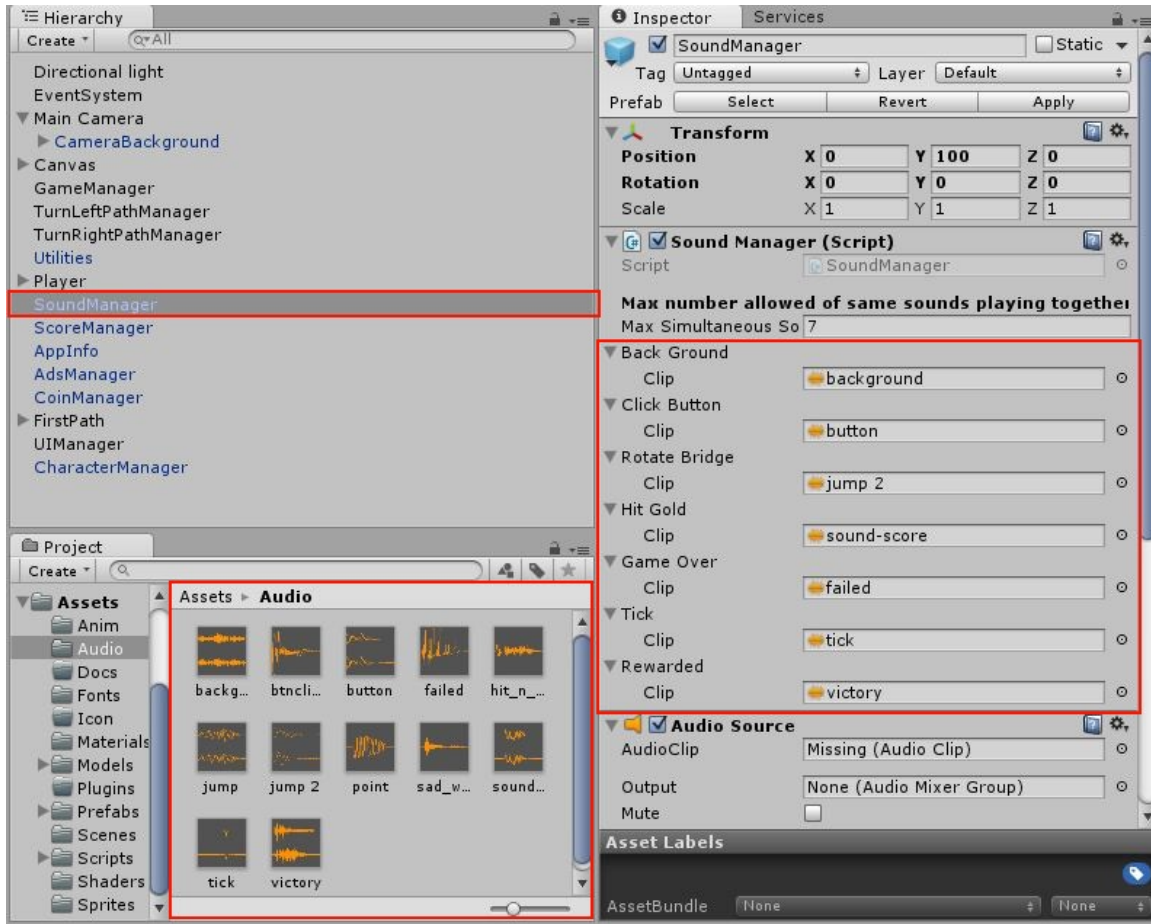 Hierarchy
Create
All
Directional light
EventSystem
Main Camera
CameraBackground
Canvas
GameManager
TurnLeftPathManager
TurnRightPathManager
Utilities
Player
SoundManager
ScoreManager
AppInfo
AdsManager
CoinManager
FirstPath
UIManager
CharacterManager
Project
Create
Assets
Anim
Audio
Docs
Fonts
Icon
Materials
Models
Plugins
Prefabs
Scenes
Scripts
Shaders
Sprites
Assets Audio
backg... btncli... button failed hit_n_...
jump jump 2 point sad_w... sound...
tick victory
Inspector Services
SoundManager Static
Tag Untagged Layer Default
Prefab Select Revert Apply
Transform
Position X 0 Y 100 Z 0
Rotation X 0 Y 0 Z 0
Scale X 1 Y 1 Z 1
Sound Manager (Script)
Script SoundManager
Max number allowed of same sounds playing together
Max Simultaneous So 7
Back Ground
Clip background
Click Button
Clip button
Rotate Bridge
Clip jump 2
Hit Gold
Clip sound-score
Game Over
Clip failed
Tick
Clip tick
Rewarded
Clip victory
Audio Source
AudioClip Missing (Audio Clip)
Output None (Audio Mixer Group)
Mute
Asset Labels
AssetBundle None None